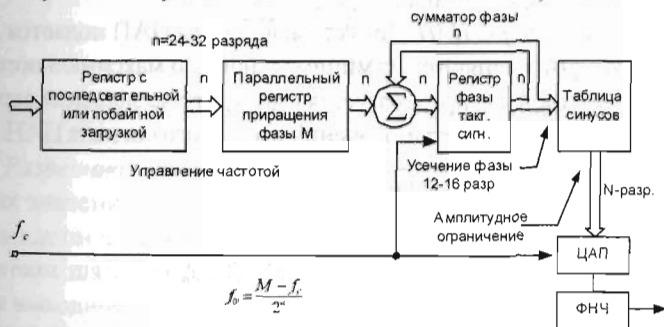 сумматор фазы
n
n=24-32 разряда
Регистр с
последовательной
или побайтной
загрузкой
n
Параллельный
регистр
приращения
фазы М
n
Σ
n
Регистр
фазы
такт.
сигн.
n
Таблица
синусов
Управление частотой
Усечение фазы
12-16 разр
N-разр.
Амплитудное
ограничение
f_c
ЦАП
f_o = (M − f_c) / 2^n
ФНЧ